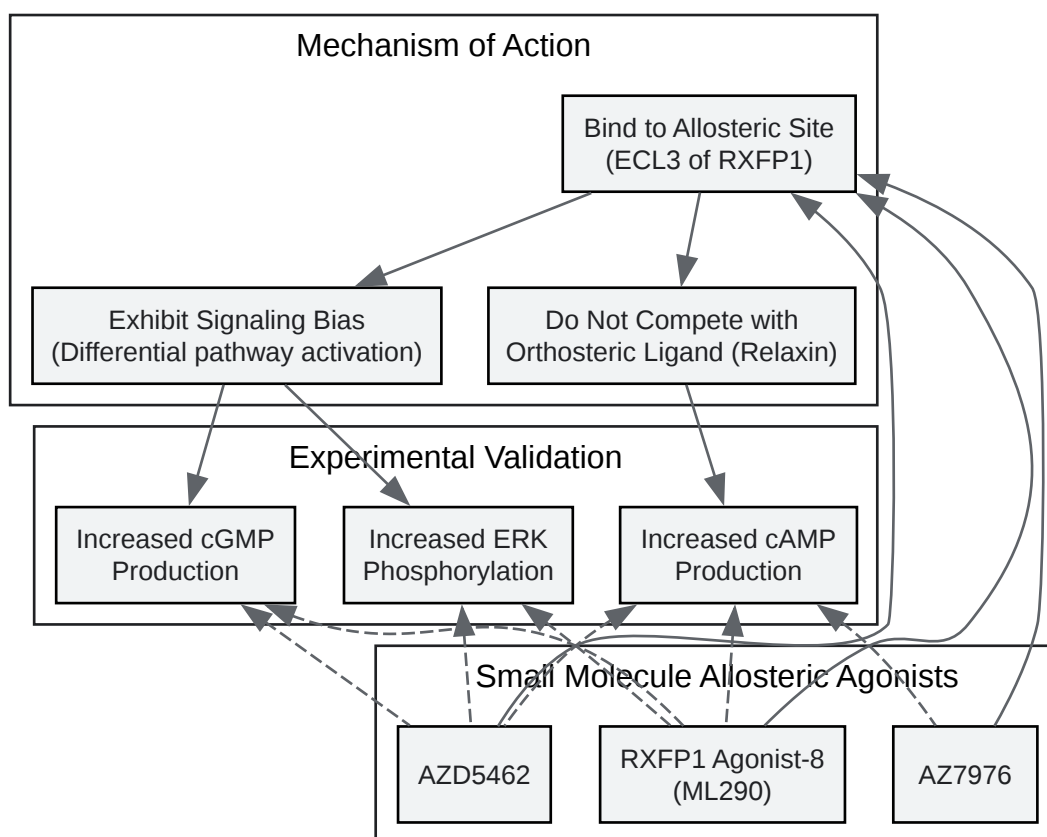 Mechanism of Action
Bind to Allosteric Site
(ECL3 of RXFP1)
Exhibit Signaling Bias
(Differential pathway activation)
Do Not Compete with
Orthosteric Ligand (Relaxin)
Experimental Validation
Increased cGMP
Production
Increased ERK
Phosphorylation
Increased cAMP
Production
Small Molecule Allosteric Agonists
AZD5462
RXFP1 Agonist-8
(ML290)
AZ7976